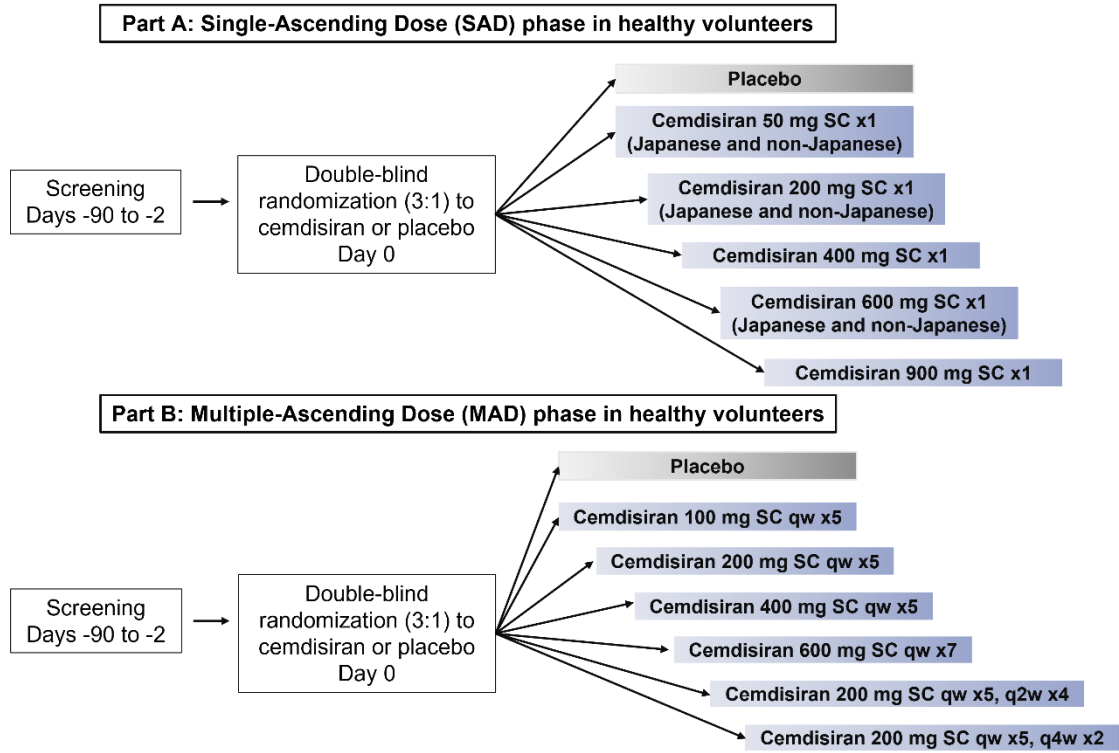 Part A: Single-Ascending Dose (SAD) phase in healthy volunteers
Screening
Days -90 to -2
Double-blind
randomization (3:1) to
cemdisiran or placebo
Day 0
Placebo
Cemdisiran 50 mg SC x1
(Japanese and non-Japanese)
Cemdisiran 200 mg SC x1
(Japanese and non-Japanese)
Cemdisiran 400 mg SC x1
Cemdisiran 600 mg SC x1
(Japanese and non-Japanese)
Cemdisiran 900 mg SC x1
Part B: Multiple-Ascending Dose (MAD) phase in healthy volunteers
Screening
Days -90 to -2
Double-blind
randomization (3:1) to
cemdisiran or placebo
Day 0
Placebo
Cemdisiran 100 mg SC qw x5
Cemdisiran 200 mg SC qw x5
Cemdisiran 400 mg SC qw x5
Cemdisiran 600 mg SC qw x7
Cemdisiran 200 mg SC qw x5, q2w x4
Cemdisiran 200 mg SC qw x5, q4w x2